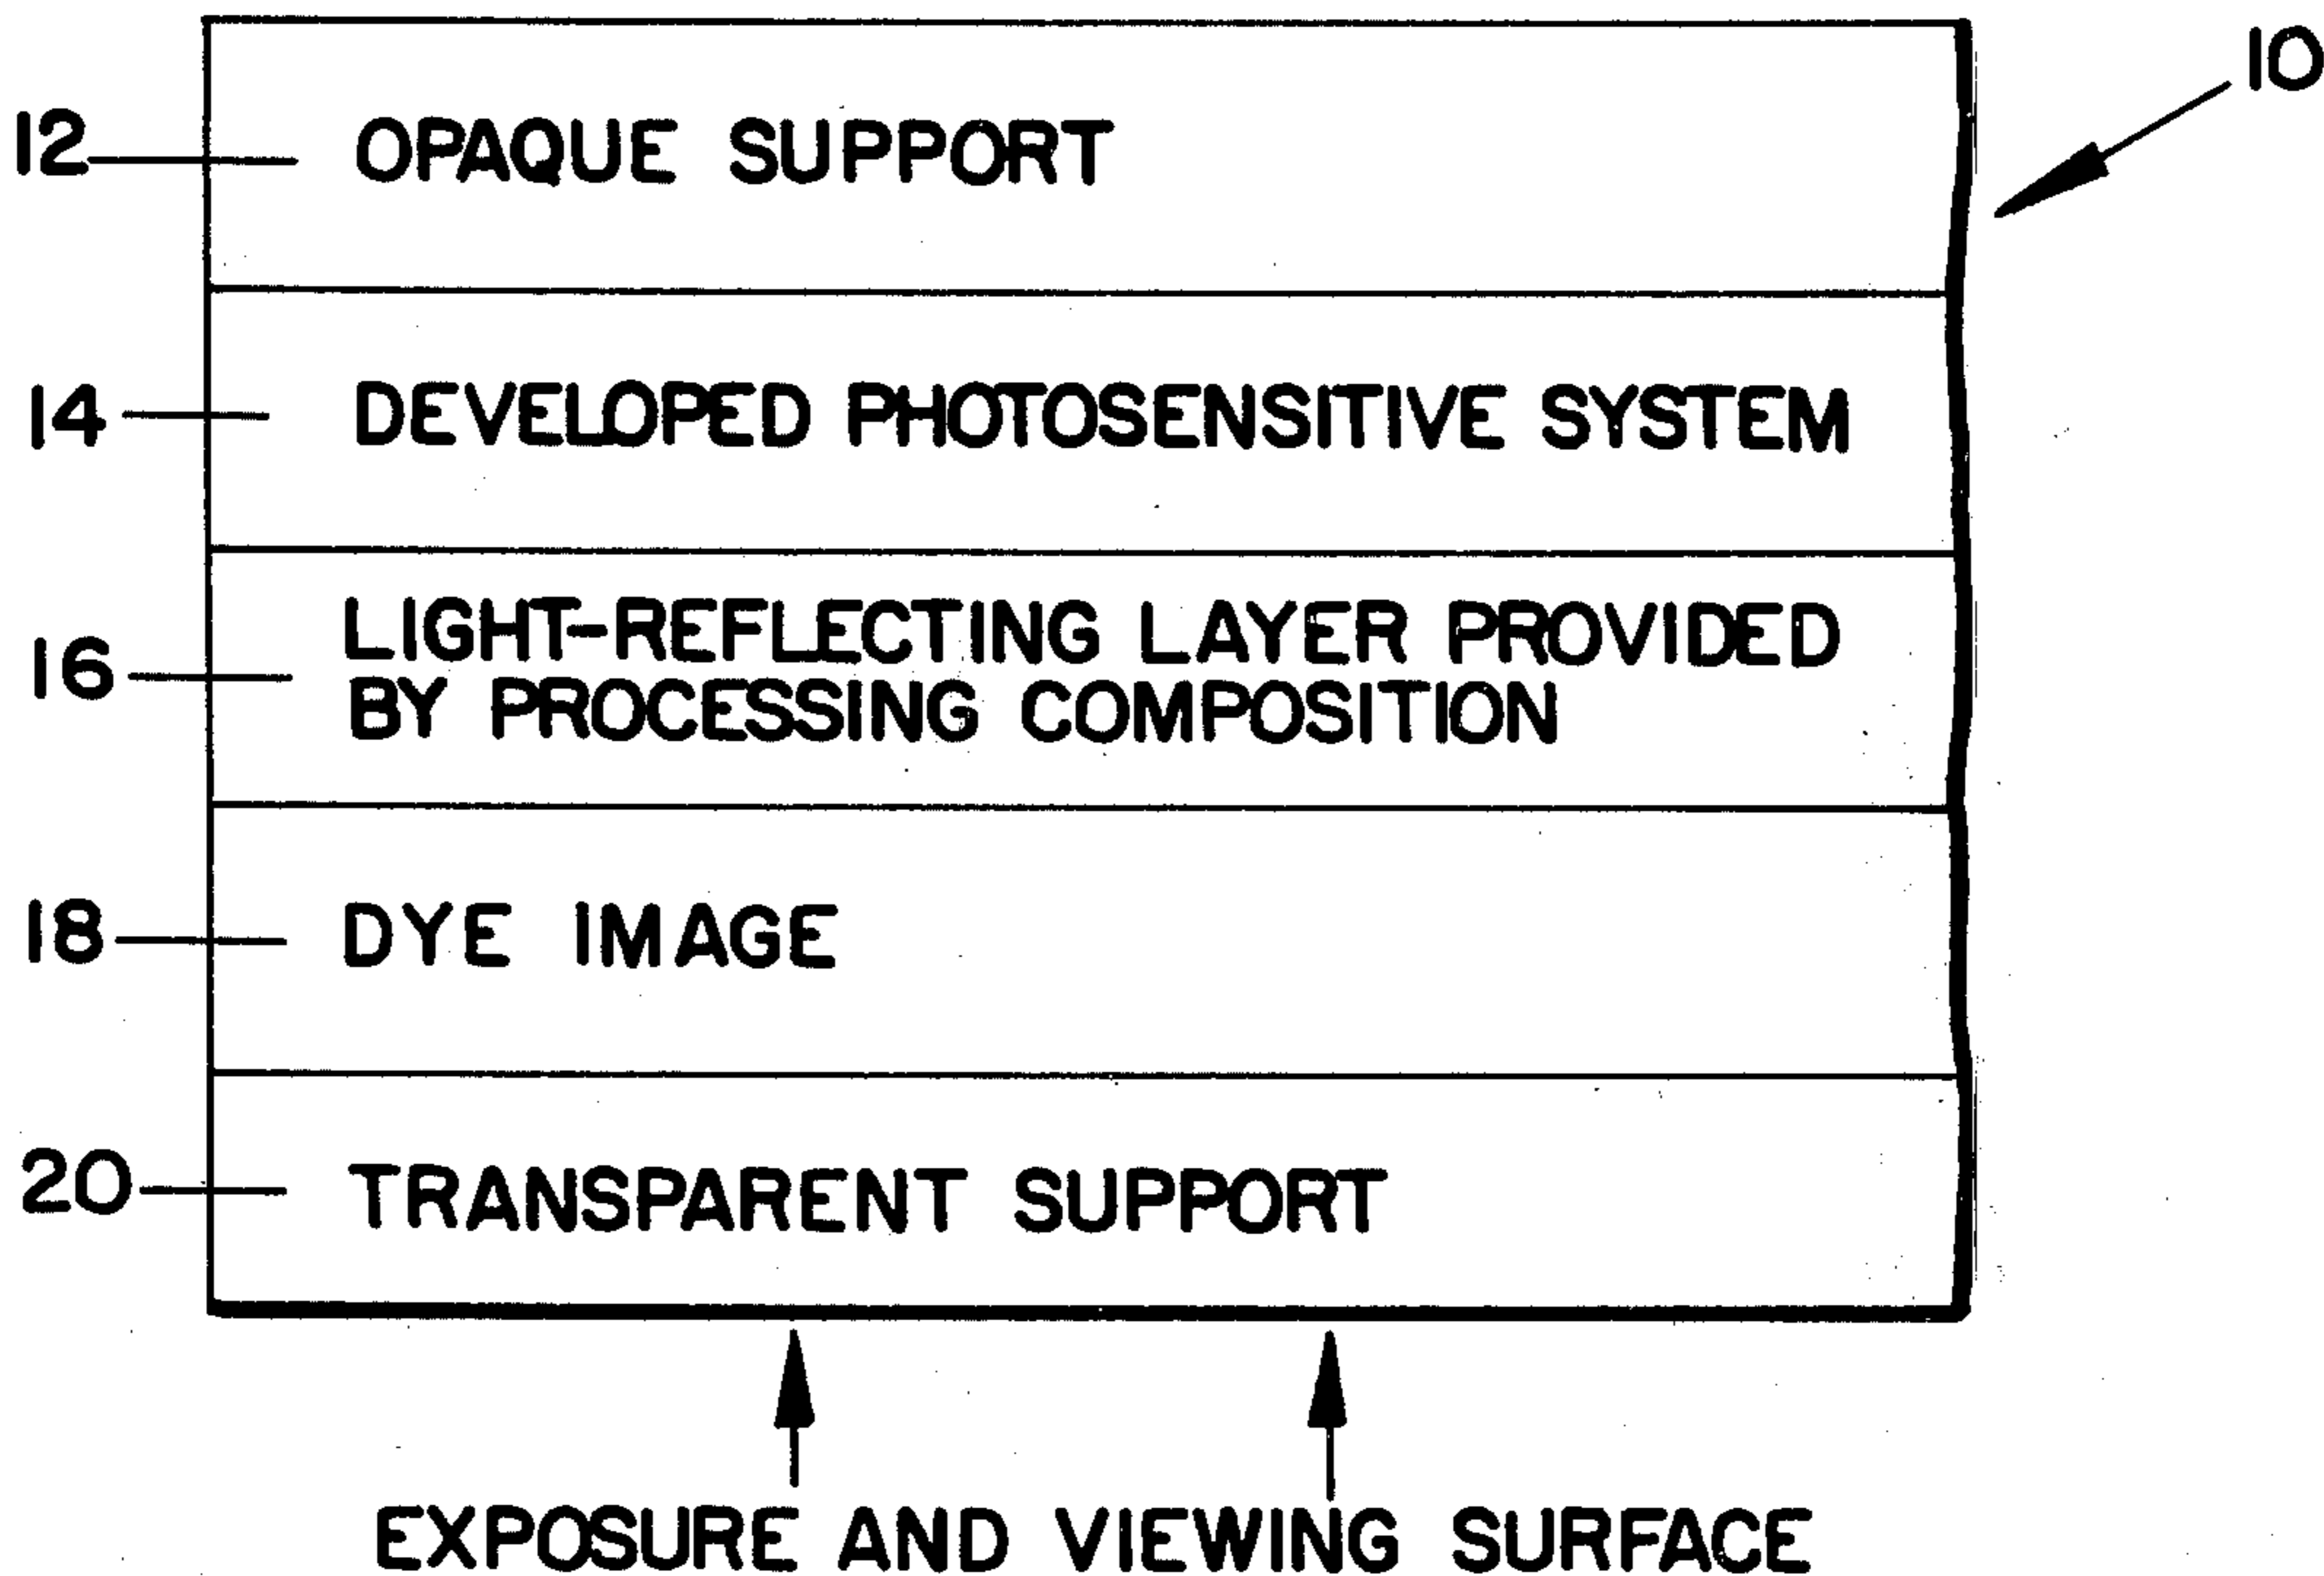 10
12 OPAQUE SUPPORT
14 DEVELOPED PHOTOSENSITIVE SYSTEM
LIGHT-REFLECTING LAYER PROVIDED
16 BY PROCESSING COMPOSITION
18 DYE IMAGE
20 TRANSPARENT SUPPORT
EXPOSURE AND VIEWING SURFACE